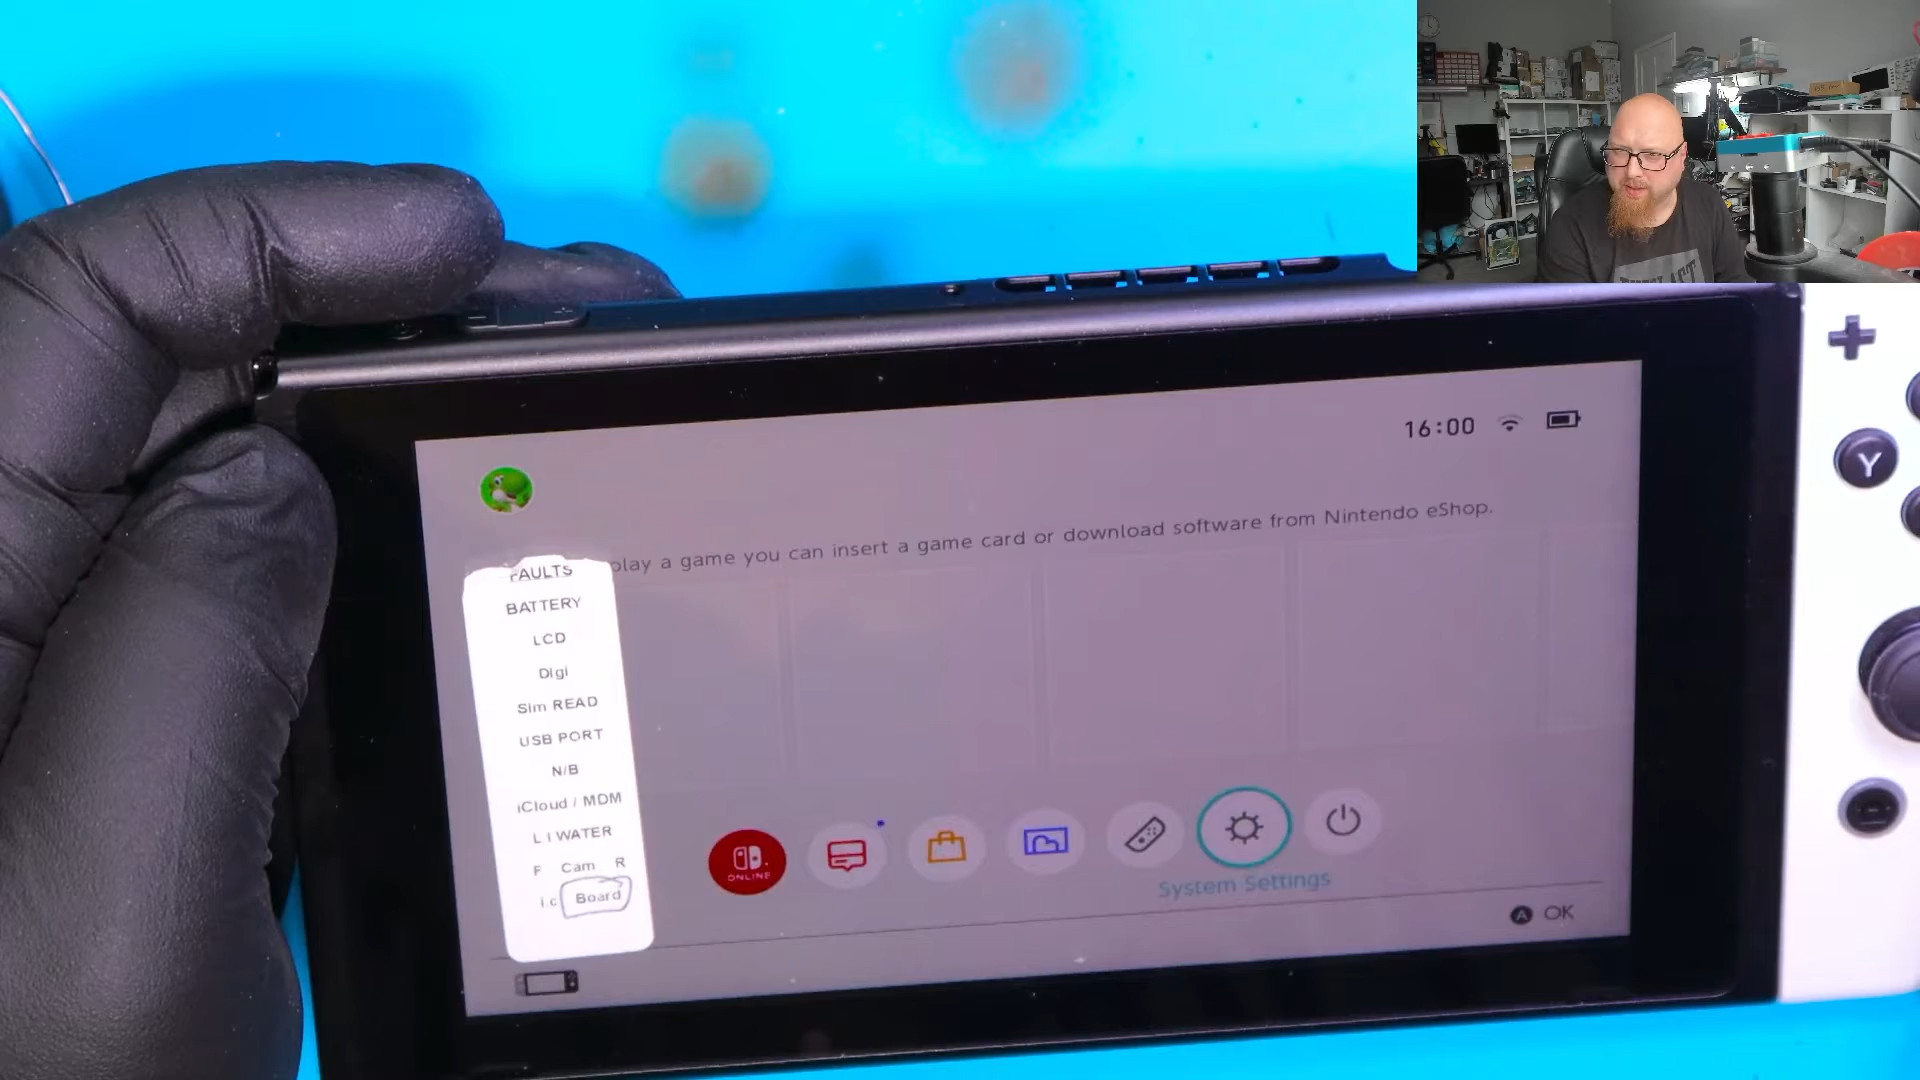 16:00
play a game you can insert a game card or download software from Nintendo eShop.
FAULTS
BATTERY
LCD
Digi
Sim READ
USB PORT
N/B
iCloud / MDM
L I WATER
F Cam R
i.c Board
ONLINE
System Settings
A OK
Y